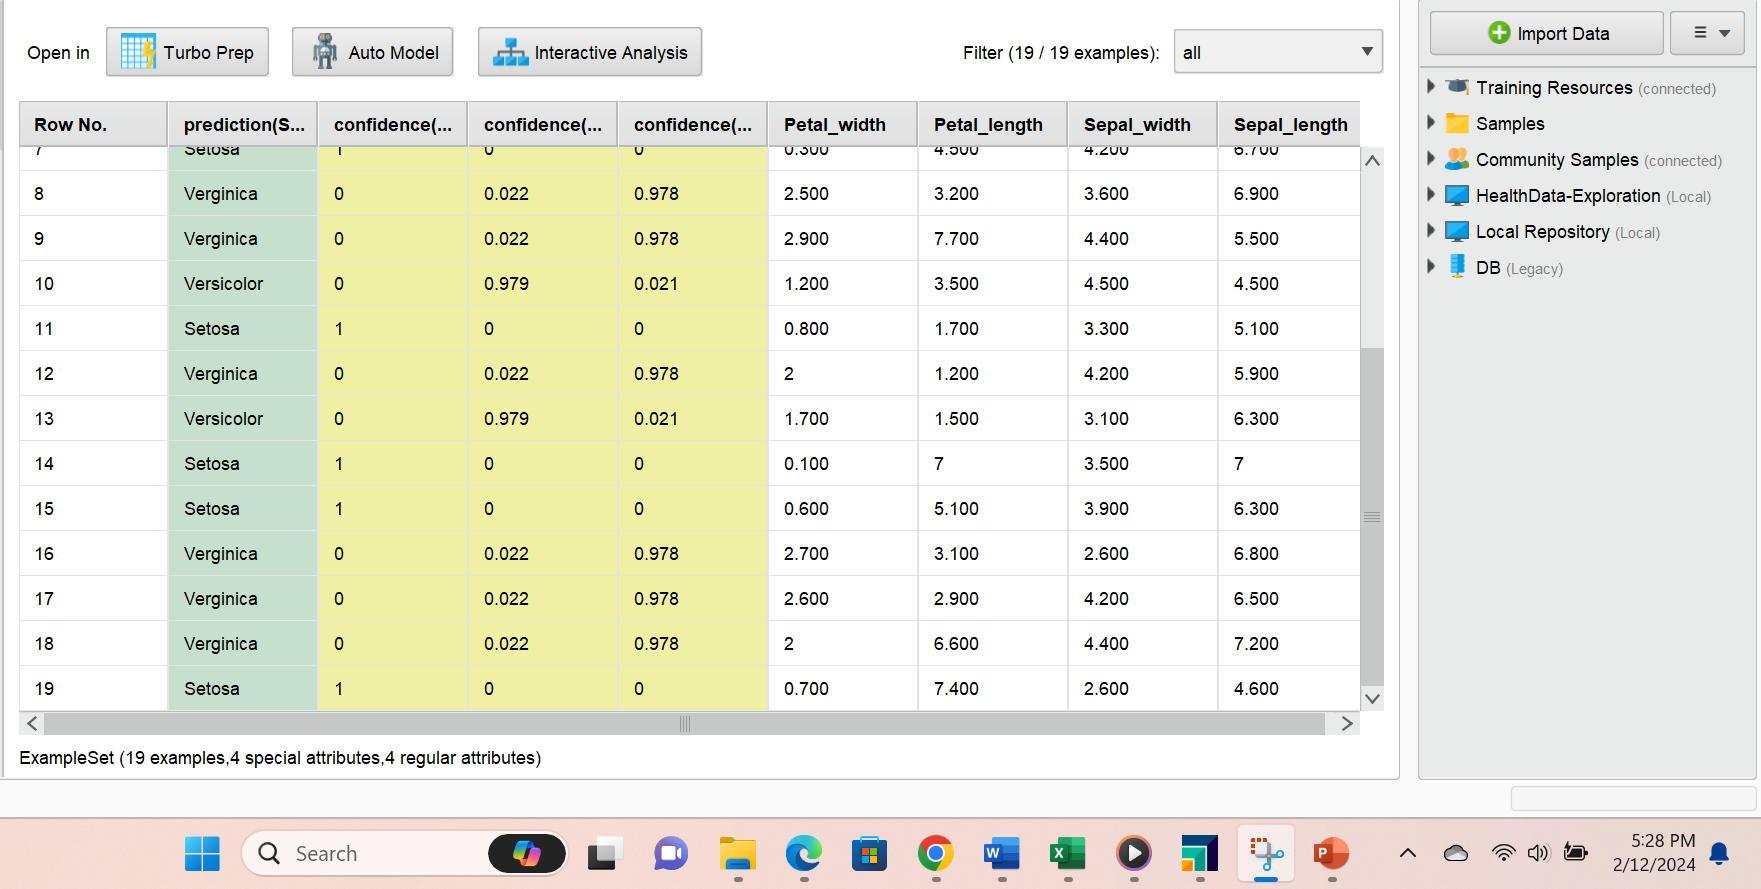 Open in Turbo Prep Auto Model Interactive Analysis Filter (19 / 19 examples): all
Row No. prediction(S... confidence(... confidence(... confidence(... Petal_width Petal_length Sepal_width Sepal_length
7 Setosa 1 0 0 0.300 4.500 4.200 6.700
8 Verginica 0 0.022 0.978 2.500 3.200 3.600 6.900
9 Verginica 0 0.022 0.978 2.900 7.700 4.400 5.500
10 Versicolor 0 0.979 0.021 1.200 3.500 4.500 4.500
11 Setosa 1 0 0 0.800 1.700 3.300 5.100
12 Verginica 0 0.022 0.978 2 1.200 4.200 5.900
13 Versicolor 0 0.979 0.021 1.700 1.500 3.100 6.300
14 Setosa 1 0 0 0.100 7 3.500 7
15 Setosa 1 0 0 0.600 5.100 3.900 6.300
16 Verginica 0 0.022 0.978 2.700 3.100 2.600 6.800
17 Verginica 0 0.022 0.978 2.600 2.900 4.200 6.500
18 Verginica 0 0.022 0.978 2 6.600 4.400 7.200
19 Setosa 1 0 0 0.700 7.400 2.600 4.600
ExampleSet (19 examples,4 special attributes,4 regular attributes)
Import Data
Training Resources (connected)
Samples
Community Samples (connected)
HealthData-Exploration (Local)
Local Repository (Local)
DB (Legacy)
Search
W
X
P
5:28 PM
2/12/2024